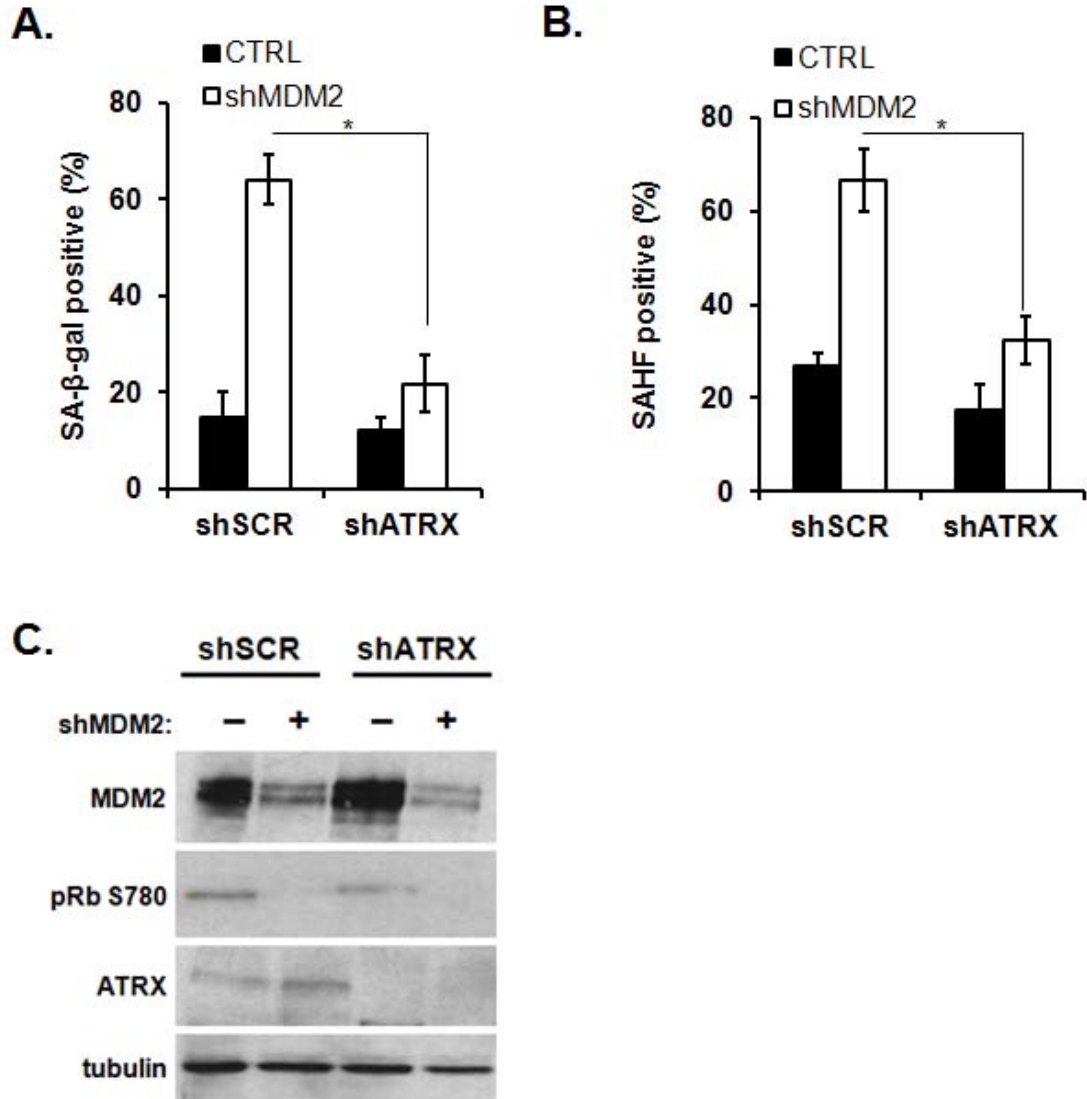 A.
CTRL
shMDM2
SA-β-gal positive (%)
80
60
40
20
0
*
shSCR shATRX
B.
CTRL
shMDM2
SAHF positive (%)
80
60
40
20
0
*
shSCR shATRX
C.
shSCR shATRX
shMDM2: – + – +
MDM2
pRb S780
ATRX
tubulin